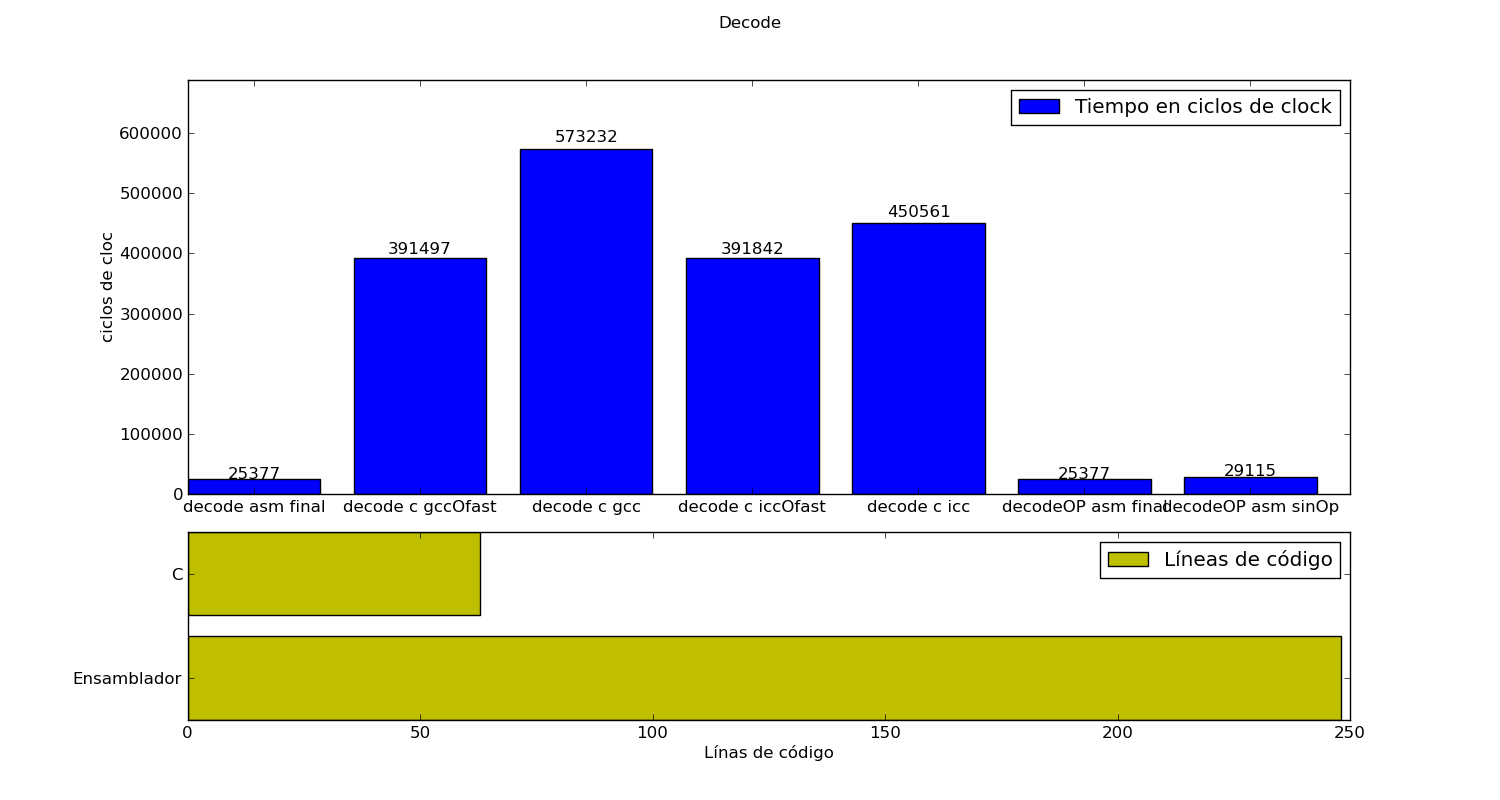 Decode
Tiempo en ciclos de clock
ciclos de cloc
600000
500000
400000
300000
200000
100000
0
25377
391497
573232
391842
450561
25377
29115
decode asm final
decode c gccOfast
decode c gcc
decode c iccOfast
decode c icc
decodeOP asm final
decodeOP asm sinOp
Líneas de código
C
Ensamblador
0
50
100
150
200
250
Línas de código